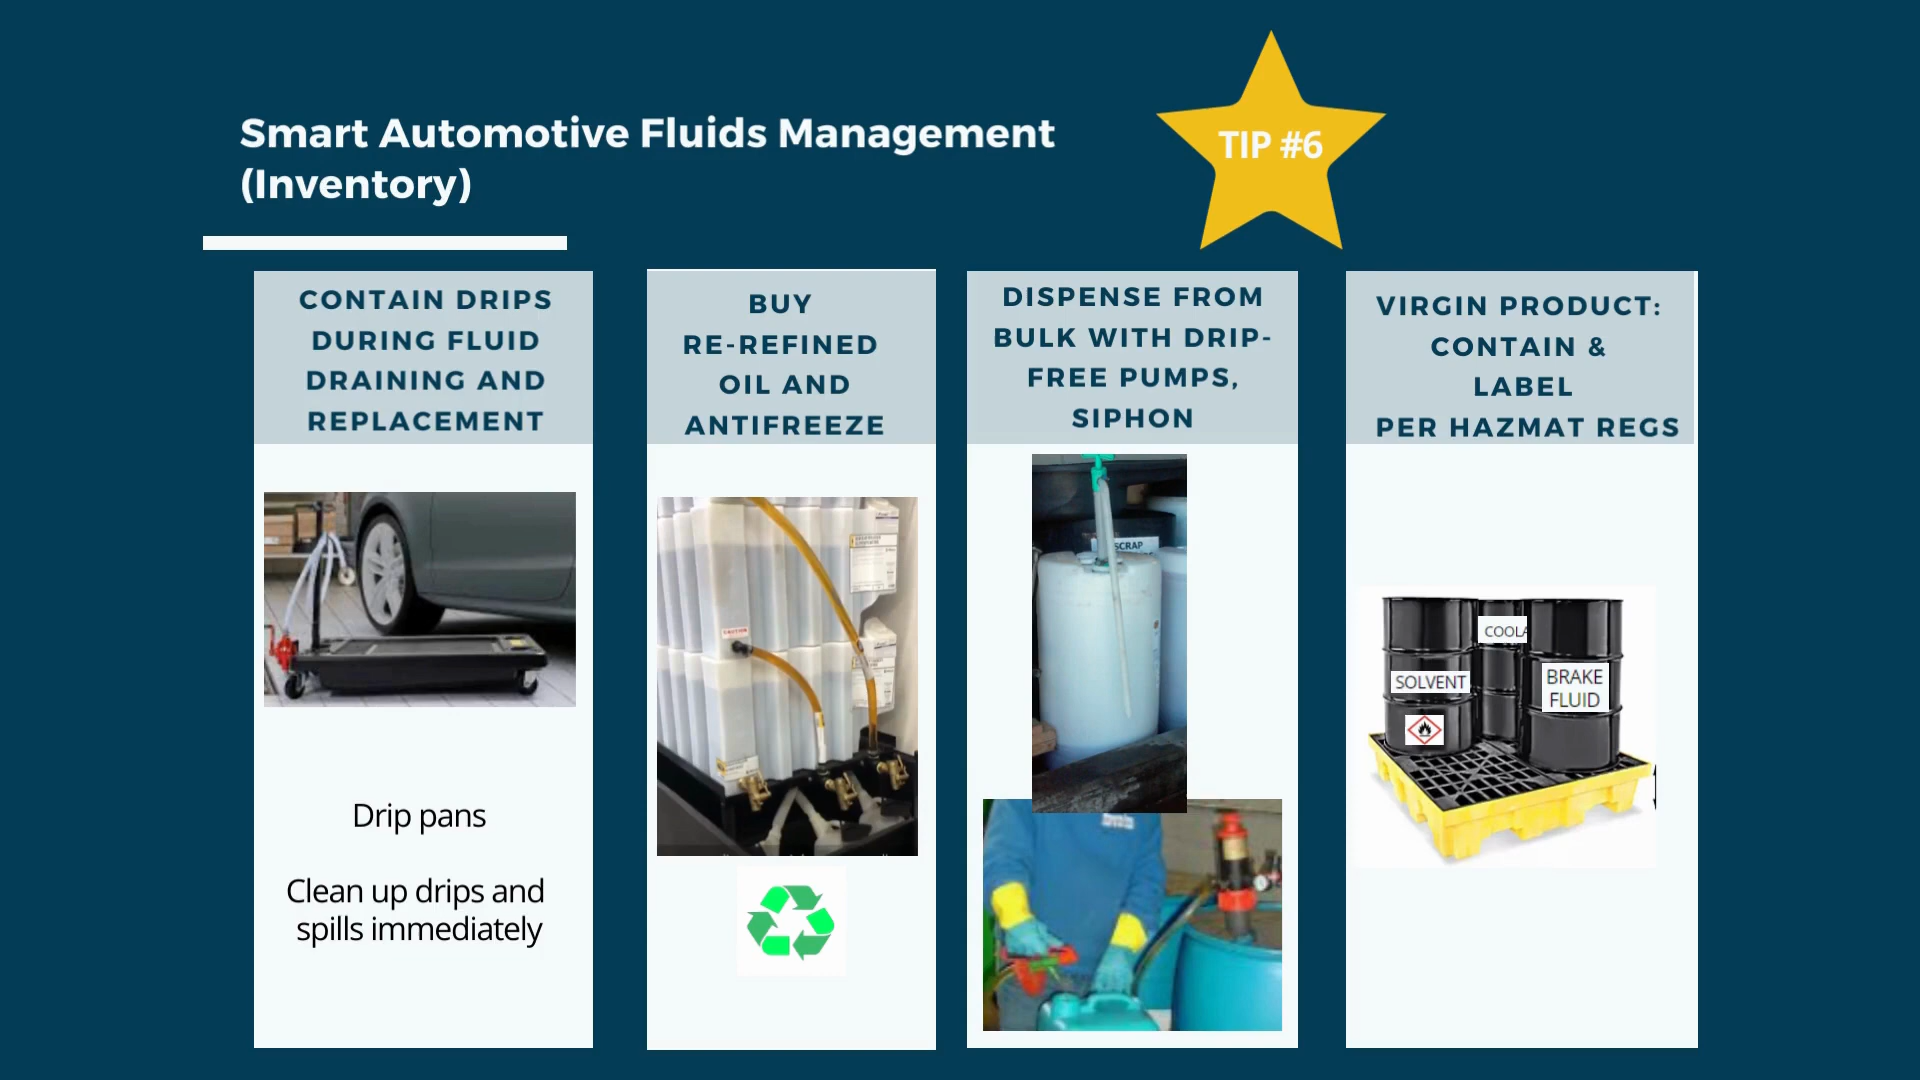 Smart Automotive Fluids Management
(Inventory)
TIP #6
CONTAIN DRIPS
DURING FLUID
DRAINING AND
REPLACEMENT
Drip pans
Clean up drips and
spills immediately
BUY
RE-REFINED
OIL AND
ANTIFREEZE
CAUTION
DISPENSE FROM
BULK WITH DRIP-
FREE PUMPS,
SIPHON
SCRAP
VIRGIN PRODUCT:
CONTAIN &
LABEL
PER HAZMAT REGS
COOLA
SOLVENT
BRAKE
FLUID